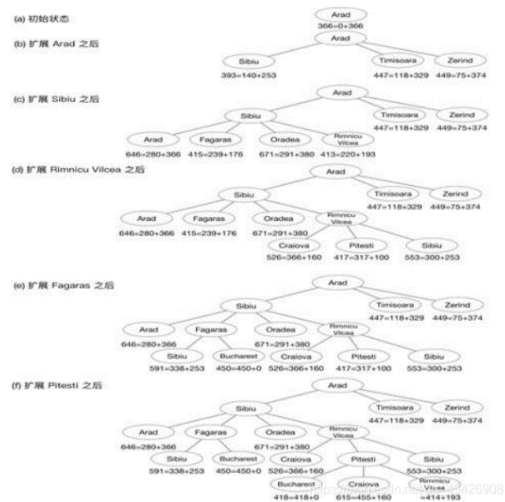 (a) 初始状态
Arad
366=0+366
(b) 扩展 Arad 之后
Arad
Sibiu Timisoara Zerind
393=140+253 447=118+329 449=75+374
(c) 扩展 Sibiu 之后
Arad
Sibiu Timisoara Zerind
447=118+329 449=75+374
Arad Fagaras Oradea Rimnicu Vilcea
646=280+366 415=239+176 671=291+380 413=220+193
(d) 扩展 Rimnicu Vilcea 之后
Arad
Sibiu Timisoara Zerind
447=118+329 449=75+374
Arad Fagaras Oradea Rimnicu Vilcea
646=280+366 415=239+176 671=291+380
Craiova Pitesti Sibiu
526=366+160 417=317+100 553=300+253
(e) 扩展 Fagaras 之后
Arad
Sibiu Timisoara Zerind
447=118+329 449=75+374
Arad Fagaras Oradea Rimnicu Vilcea
646=280+366 671=291+380
Sibiu Bucharest Craiova Pitesti Sibiu
591=338+253 450=450+0 526=366+160 417=317+100 553=300+253
(f) 扩展 Pitesti 之后
Arad
Sibiu Timisoara Zerind
447=118+329 449=75+374
Arad Fagaras Oradea Rimnicu Vilcea
646=280+366 671=291+380
Sibiu Bucharest Craiova Pitesti Sibiu
591=338+253 450=450+0 526=366+160 553=300+253
Bucharest Craiova Rimnicu Vilcea
418=418+0 615=455+160 =414+193